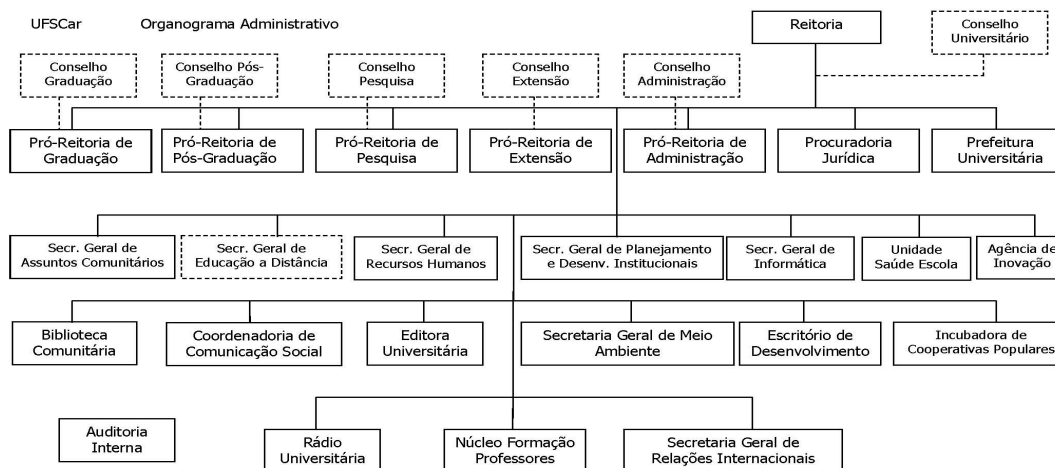 UFSCar Organograma Administrativo
Reitoria
Conselho
Universitário
Conselho
Graduação
Conselho Pós-
Graduação
Conselho
Pesquisa
Conselho
Extensão
Conselho
Administração
Pró-Reitoria de
Graduação
Pró-Reitoria de
Pós-Graduação
Pró-Reitoria de
Pesquisa
Pró-Reitoria de
Extensão
Pró-Reitoria de
Administração
Procuradoria
Jurídica
Prefeitura
Universitária
Secr. Geral de
Assuntos Comunitários
Secr. Geral de
Educação a Distância
Secr. Geral de
Recursos Humanos
Secr. Geral de Planejamento
e Desenv. Institucionais
Secr. Geral de
Informática
Unidade
Saúde Escola
Agência de
Inovação
Biblioteca
Comunitária
Coordenadoria de
Comunicação Social
Editora
Universitária
Secretaria Geral de Meio
Ambiente
Escritório de
Desenvolvimento
Incubadora de
Cooperativas Populares
Auditoria
Interna
Rádio
Universitária
Núcleo Formação
Professores
Secretaria Geral de
Relações Internacionais